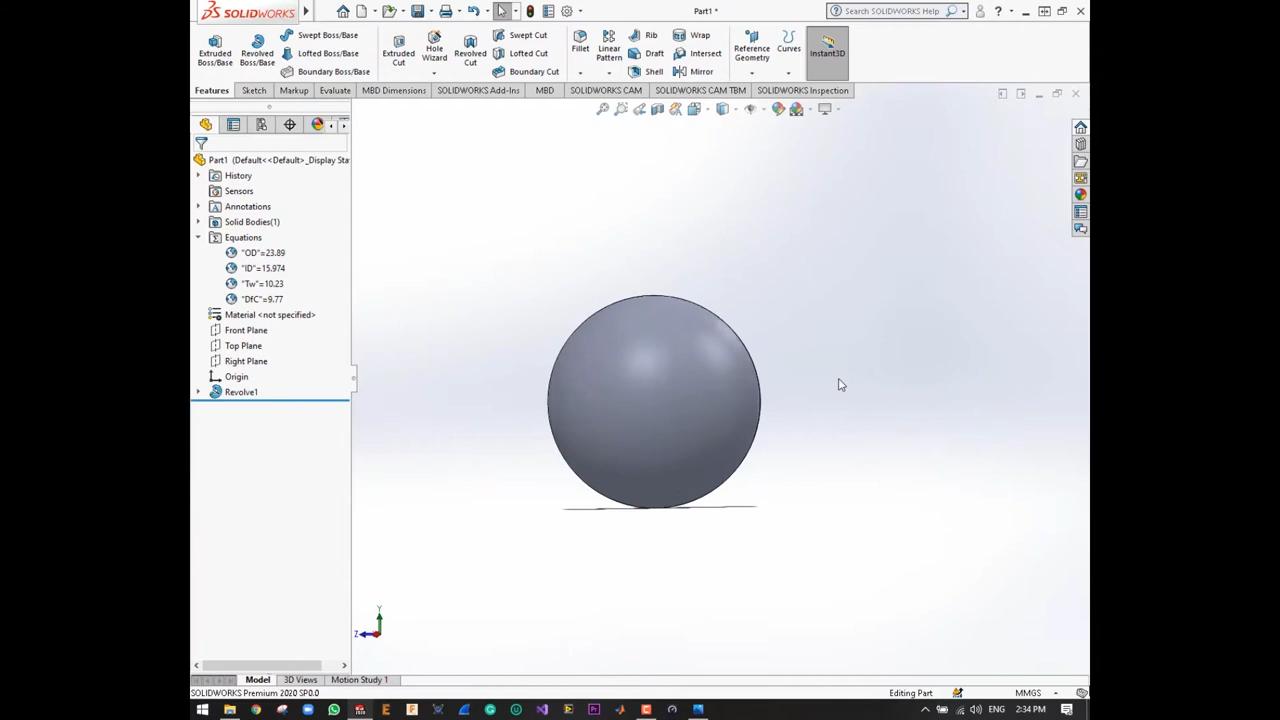 SOLIDWORKS
Part1 *
Search SOLIDWORKS Help
Extruded Boss/Base
Revolved Boss/Base
Swept Boss/Base
Lofted Boss/Base
Boundary Boss/Base
Extruded Cut
Hole Wizard
Revolved Cut
Swept Cut
Lofted Cut
Boundary Cut
Fillet
Linear Pattern
Rib
Draft
Shell
Wrap
Intersect
Mirror
Reference Geometry
Curves
Instant3D
Features Sketch Markup Evaluate MBD Dimensions SOLIDWORKS Add-Ins MBD SOLIDWORKS CAM SOLIDWORKS CAM TBM SOLIDWORKS Inspection
Part1 (Default<<Default>_Display Sta
History
Sensors
Annotations
Solid Bodies(1)
Equations
"OD"=23.89
"ID"=15.974
"Tw"=10.23
"DfC"=9.77
Material <not specified>
Front Plane
Top Plane
Right Plane
Origin
Revolve1
Y
Z
Model 3D Views Motion Study 1
SOLIDWORKS Premium 2020 SP0.0
Editing Part
MMGS
ENG 2:34 PM